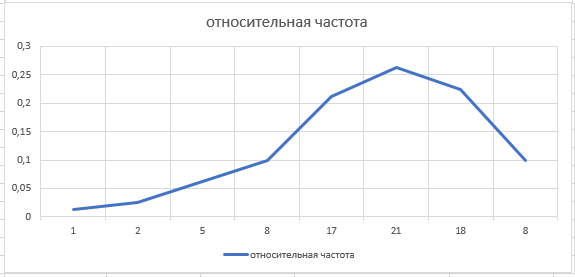 относительная частота
0,3
0,25
0,2
0,15
0,1
0,05
0
1 2 5 8 17 21 18 8
относительная частота